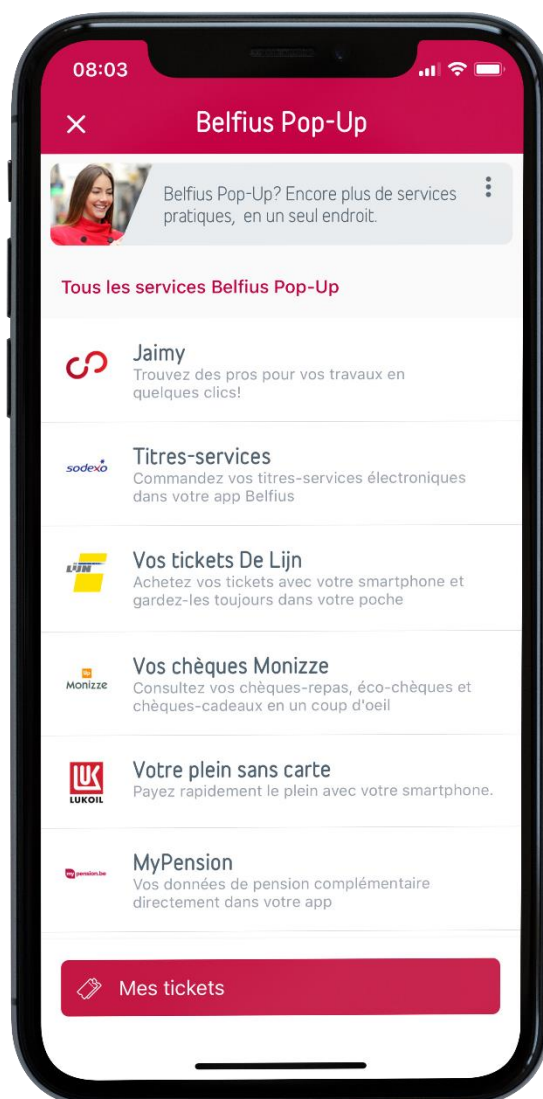 08:03
Belfius Pop-Up
Belfius Pop-Up? Encore plus de services
pratiques, en un seul endroit.
Tous les services Belfius Pop-Up
Jaimy
Trouvez des pros pour vos travaux en
quelques clics!
sodexo
Titres-services
Commandez vos titres-services électroniques
dans votre app Belfius
LIJN
Vos tickets De Lijn
Achetez vos tickets avec votre smartphone et
gardez-les toujours dans votre poche
Monizze
Vos chèques Monizze
Consultez vos chèques-repas, éco-chèques et
chèques-cadeaux en un coup d'oeil
LUK
LUKOIL
Votre plein sans carte
Payez rapidement le plein avec votre smartphone.
my pension.be
MyPension
Vos données de pension complémentaire
directement dans votre app
Mes tickets